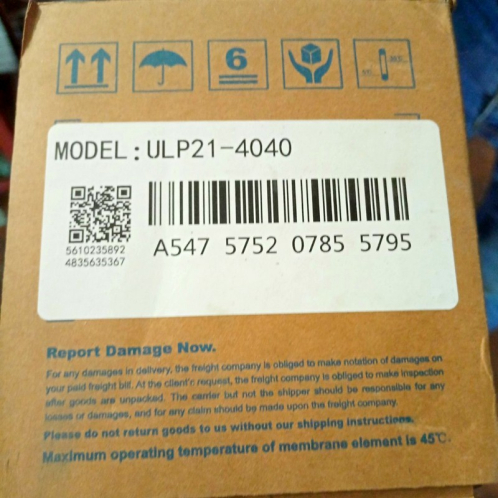 6
MODEL: ULP21-4040
5610235892
4835635367
A547 5752 0785 5795
Report Damage Now.
For any damages in delivery, the freight company is obliged to make notation of damages on
your paid freight bill. At the client'r request, the freight company is obliged to make inspection
after goods are unpacked. The carrier but not the shipper should be responsible for any
losses or damages, and for any claim should be made upon the freight company.
Please do not return goods to us without our shipping instructions.
Maximum operating temperature of membrane element is 45℃.